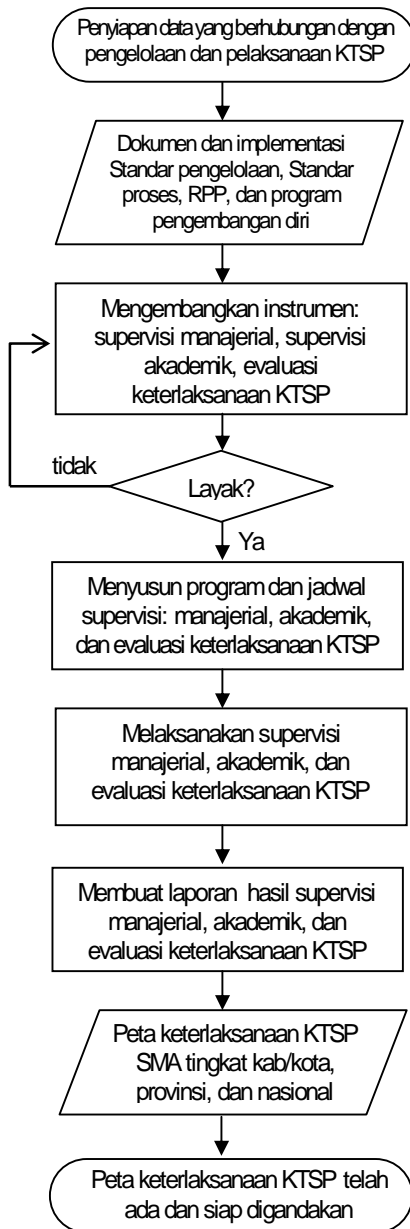 Penyiapan data yang berhubungan dengan
pengelolaan dan pelaksanaan KTSP
Dokumen dan implementasi
Standar pengelolaan, Standar
proses, RPP, dan program
pengembangan diri
Mengembangkan instrumen:
supervisi manajerial, supervisi
akademik, evaluasi
keterlaksanaan KTSP
tidak
Layak?
Ya
Menyusun program dan jadwal
supervisi: manajerial, akademik,
dan evaluasi keterlaksanaan KTSP
Melaksanakan supervisi
manajerial, akademik, dan
evaluasi keterlaksanaan KTSP
Membuat laporan hasil supervisi
manajerial, akademik, dan
evaluasi keterlaksanaan KTSP
Peta keterlaksanaan KTSP
SMA tingkat kab/kota,
provinsi, dan nasional
Peta keterlaksanaan KTSP telah
ada dan siap digandakan